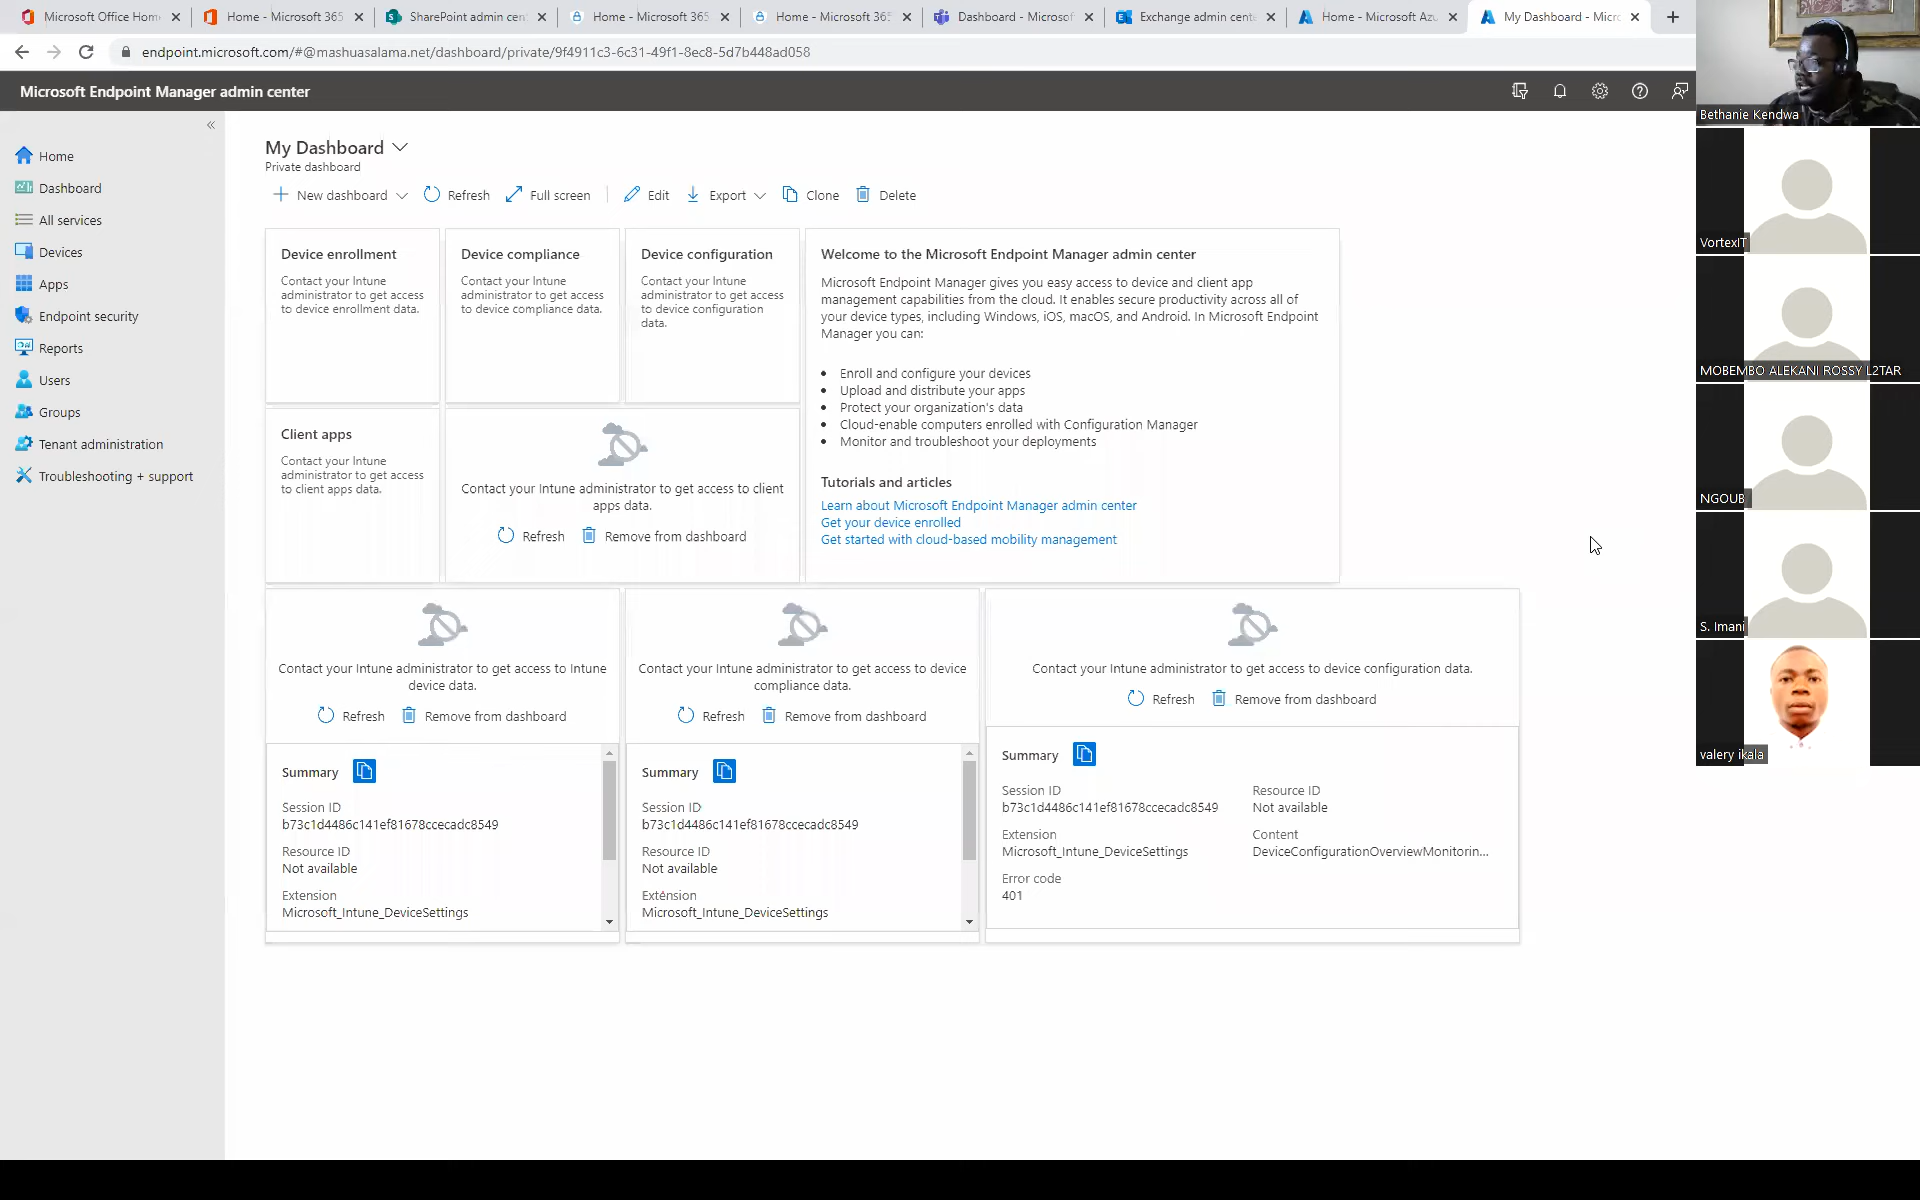 Microsoft Office Hom
Home - Microsoft 365
SharePoint admin cen
Home - Microsoft 365
Home - Microsoft 365
Dashboard - Microsof
Exchange admin cente
Home - Microsoft Azu
My Dashboard - Micro
endpoint.microsoft.com/#@mashuasalama.net/dashboard/private/9f4911c3-6c31-49f1-8ec8-5d7b448ad058
Microsoft Endpoint Manager admin center
Home
Dashboard
All services
Devices
Apps
Endpoint security
Reports
Users
Groups
Tenant administration
Troubleshooting + support
My Dashboard
Private dashboard
New dashboard
Refresh
Full screen
Edit
Export
Clone
Delete
Device enrollment
Contact your Intune
administrator to get access
to device enrollment data.
Device compliance
Contact your Intune
administrator to get access
to device compliance data.
Device configuration
Contact your Intune
administrator to get access
to device configuration
data.
Welcome to the Microsoft Endpoint Manager admin center
Microsoft Endpoint Manager gives you easy access to device and client app
management capabilities from the cloud. It enables secure productivity across all of
your device types, including Windows, iOS, macOS, and Android. In Microsoft Endpoint
Manager you can:
• Enroll and configure your devices
• Upload and distribute your apps
• Protect your organization's data
• Cloud-enable computers enrolled with Configuration Manager
• Monitor and troubleshoot your deployments
Tutorials and articles
Learn about Microsoft Endpoint Manager admin center
Get your device enrolled
Get started with cloud-based mobility management
Client apps
Contact your Intune
administrator to get access
to client apps data.
Contact your Intune administrator to get access to client
apps data.
Refresh
Remove from dashboard
Contact your Intune administrator to get access to Intune
device data.
Refresh
Remove from dashboard
Summary
Session ID
b73c1d4486c141ef81678ccecadc8549
Resource ID
Not available
Extension
Microsoft_Intune_DeviceSettings
Contact your Intune administrator to get access to device
compliance data.
Refresh
Remove from dashboard
Summary
Session ID
b73c1d4486c141ef81678ccecadc8549
Resource ID
Not available
Extension
Microsoft_Intune_DeviceSettings
Contact your Intune administrator to get access to device configuration data.
Refresh
Remove from dashboard
Summary
Session ID
b73c1d4486c141ef81678ccecadc8549
Resource ID
Not available
Extension
Microsoft_Intune_DeviceSettings
Content
DeviceConfigurationOverviewMonitorin...
Error code
401
Bethanie Kendwa
VortexIT
MOBEMBO ALEKANI ROSSY L2TAR
NGOUB
S. Imani
valery ikala